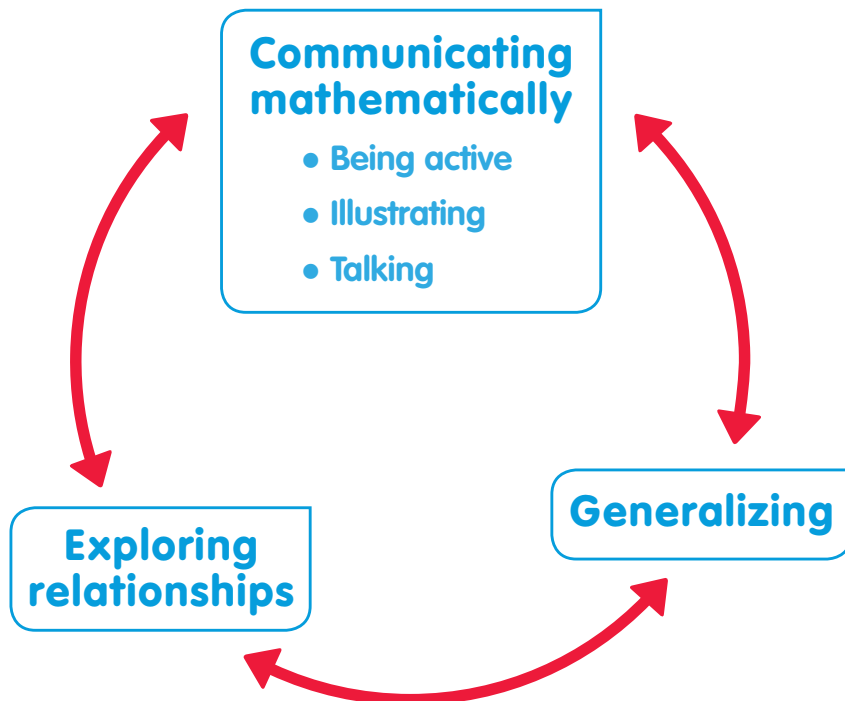 Communicating
mathematically
• Being active
• Illustrating
• Talking
Generalizing
Exploring
relationships